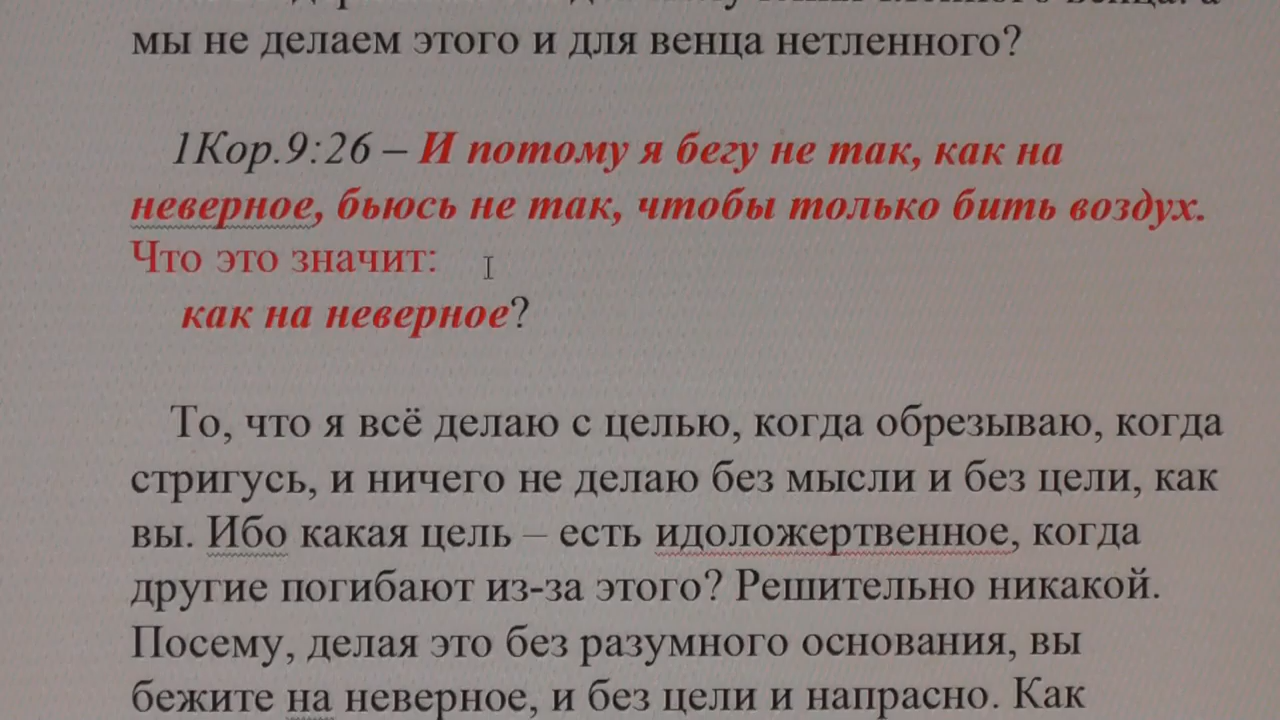 мы не делаем этого и для венца нетленного?
1Кор.9:26 – И потому я бегу не так, как на
неверное, бьюсь не так, чтобы только бить воздух.
Что это значит:
как на неверное?
То, что я всё делаю с целью, когда обрезываю, когда
стригусь, и ничего не делаю без мысли и без цели, как
вы. Ибо какая цель – есть идоложертвенное, когда
другие погибают из-за этого? Решительно никакой.
Посему, делая это без разумного основания, вы
бежите на неверное, и без цели и напрасно. Как